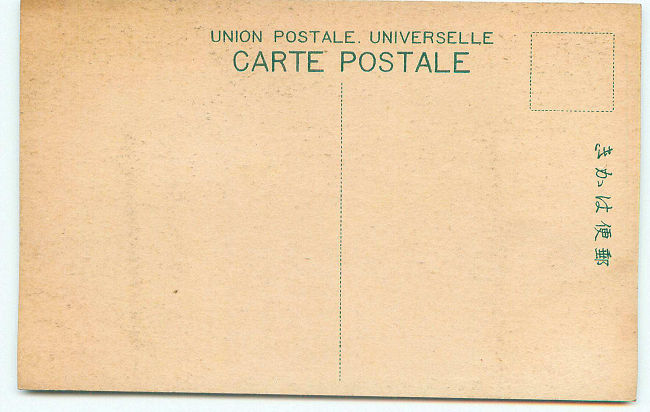 UNION POSTALE. UNIVERSELLE
CARTE POSTALE
郵便はかき